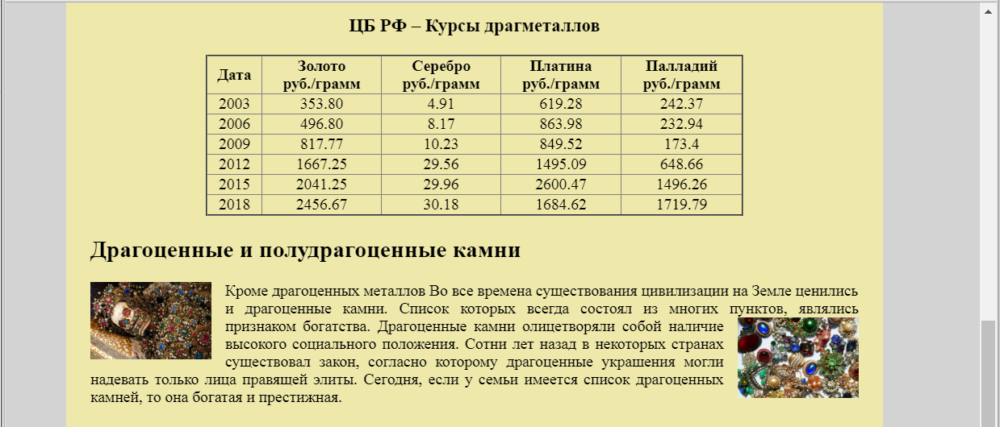 ЦБ РФ – Курсы драгметаллов
Дата Золото руб./грамм Серебро руб./грамм Платина руб./грамм Палладий руб./грамм
2003 353.80 4.91 619.28 242.37
2006 496.80 8.17 863.98 232.94
2009 817.77 10.23 849.52 173.4
2012 1667.25 29.56 1495.09 648.66
2015 2041.25 29.96 2600.47 1496.26
2018 2456.67 30.18 1684.62 1719.79
Драгоценные и полудрагоценные камни
Кроме драгоценных металлов Во все времена существования цивилизации на Земле ценились
и драгоценные камни. Список которых всегда состоял из многих пунктов, являлись
признаком богатства. Драгоценные камни олицетворяли собой наличие
высокого социального положения. Сотни лет назад в некоторых странах
существовал закон, согласно которому драгоценные украшения могли
надевать только лица правящей элиты. Сегодня, если у семьи имеется список драгоценных
камней, то она богатая и престижная.